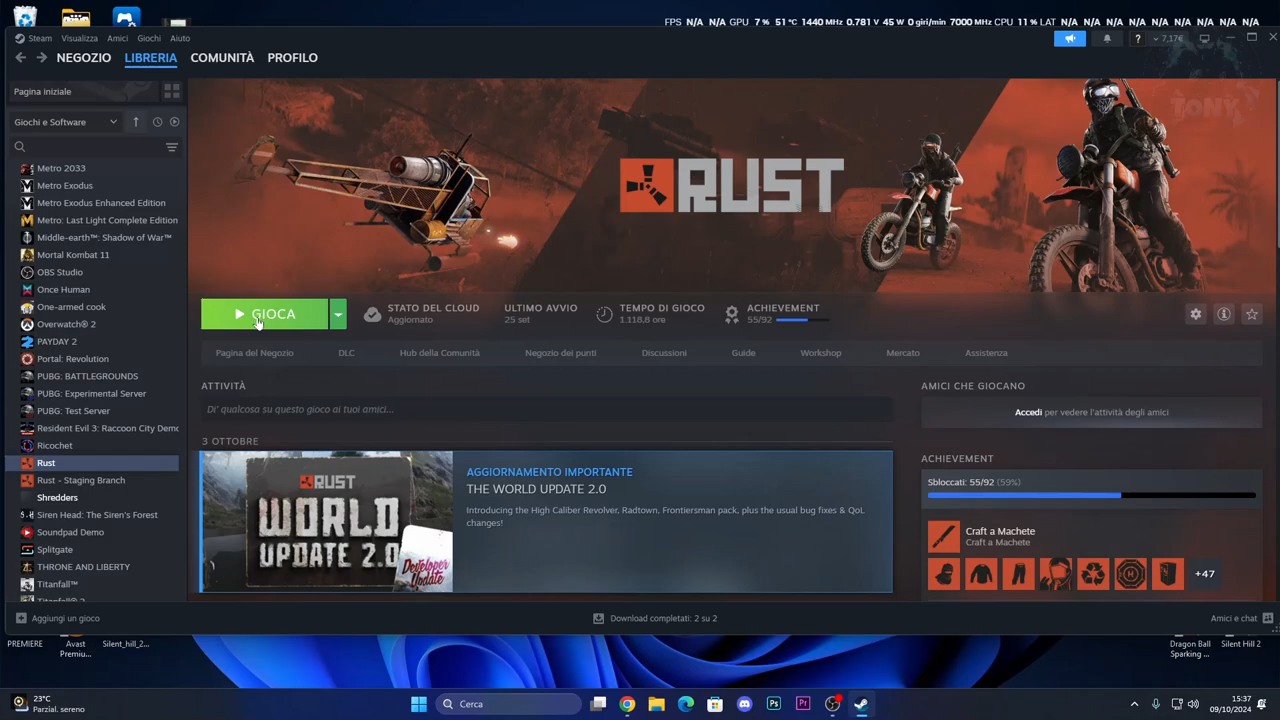 FPS N/A N/A GPU 7 % 51 °C 1440 MHz 0.781 V 45 W 0 giri/min 7000 MHz CPU 11 % LAT N/A N/A N/A N/A N/A N/A N/A N/A N/A
Steam Visualizza Amici Giochi Aiuto
? 7,17€
NEGOZIO LIBRERIA COMUNITÀ PROFILO
Pagina iniziale
Giochi e Software
Metro 2033
Metro Exodus
Metro Exodus Enhanced Edition
Metro: Last Light Complete Edition
Middle-earth™: Shadow of War™
Mortal Kombat 11
OBS Studio
Once Human
One-armed cook
Overwatch® 2
PAYDAY 2
Portal: Revolution
PUBG: BATTLEGROUNDS
PUBG: Experimental Server
PUBG: Test Server
Resident Evil 3: Raccoon City Demo
Ricochet
Rust
Rust - Staging Branch
Shredders
Siren Head: The Siren's Forest
Soundpad Demo
Splitgate
THRONE AND LIBERTY
Titanfall™
Titanfall® 2
TONY
RUST
GIOCA
STATO DEL CLOUD
Aggiornato
ULTIMO AVVIO
25 set
TEMPO DI GIOCO
1.118,8 ore
ACHIEVEMENT
55/92
Pagina del Negozio DLC Hub della Comunità Negozio dei punti Discussioni Guide Workshop Mercato Assistenza
ATTIVITÀ
Di' qualcosa su questo gioco ai tuoi amici...
3 OTTOBRE
RUST
WORLD
UPDATE 2.0
Developer
Update
AGGIORNAMENTO IMPORTANTE
THE WORLD UPDATE 2.0
Introducing the High Caliber Revolver, Radtown, Frontiersman pack, plus the usual bug fixes & QoL
changes!
AMICI CHE GIOCANO
Accedi per vedere l'attività degli amici
ACHIEVEMENT
Sbloccati: 55/92 (59%)
Craft a Machete
Craft a Machete
+47
Aggiungi un gioco
Download completati: 2 su 2
Amici e chat
PREMIERE
Avast
Premiu...
Silent_hill_2...
Dragon Ball
Sparking ...
Silent Hill 2
23°C
Parzial. sereno
Cerca
Ps
Pr
15:37
09/10/2024